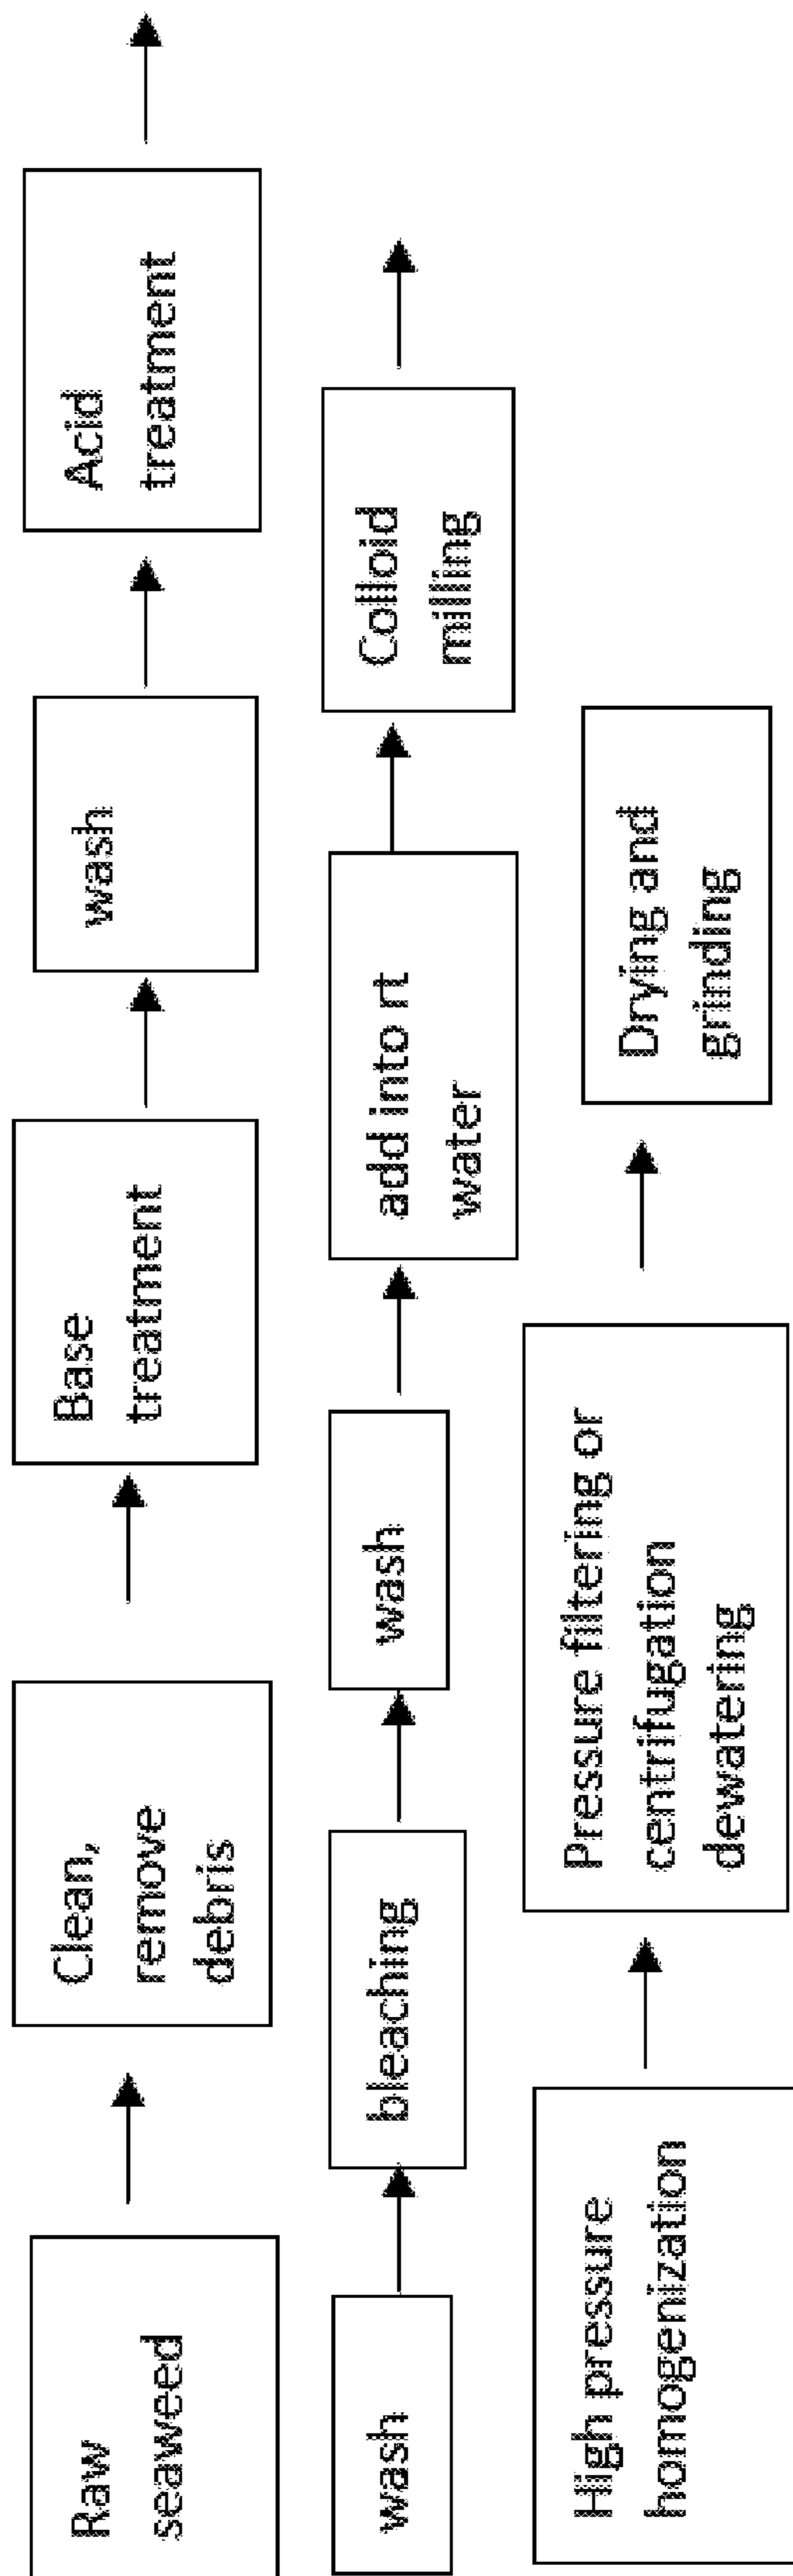 Raw
seaweed
Clean,
remove
debris
Base
treatment
wash
Acid
treatment
wash
bleaching
wash
add into rt
water
Colloid
milling
High pressure
homogenization
Pressure filtering or
centrifugation
dewatering
Drying and
grinding